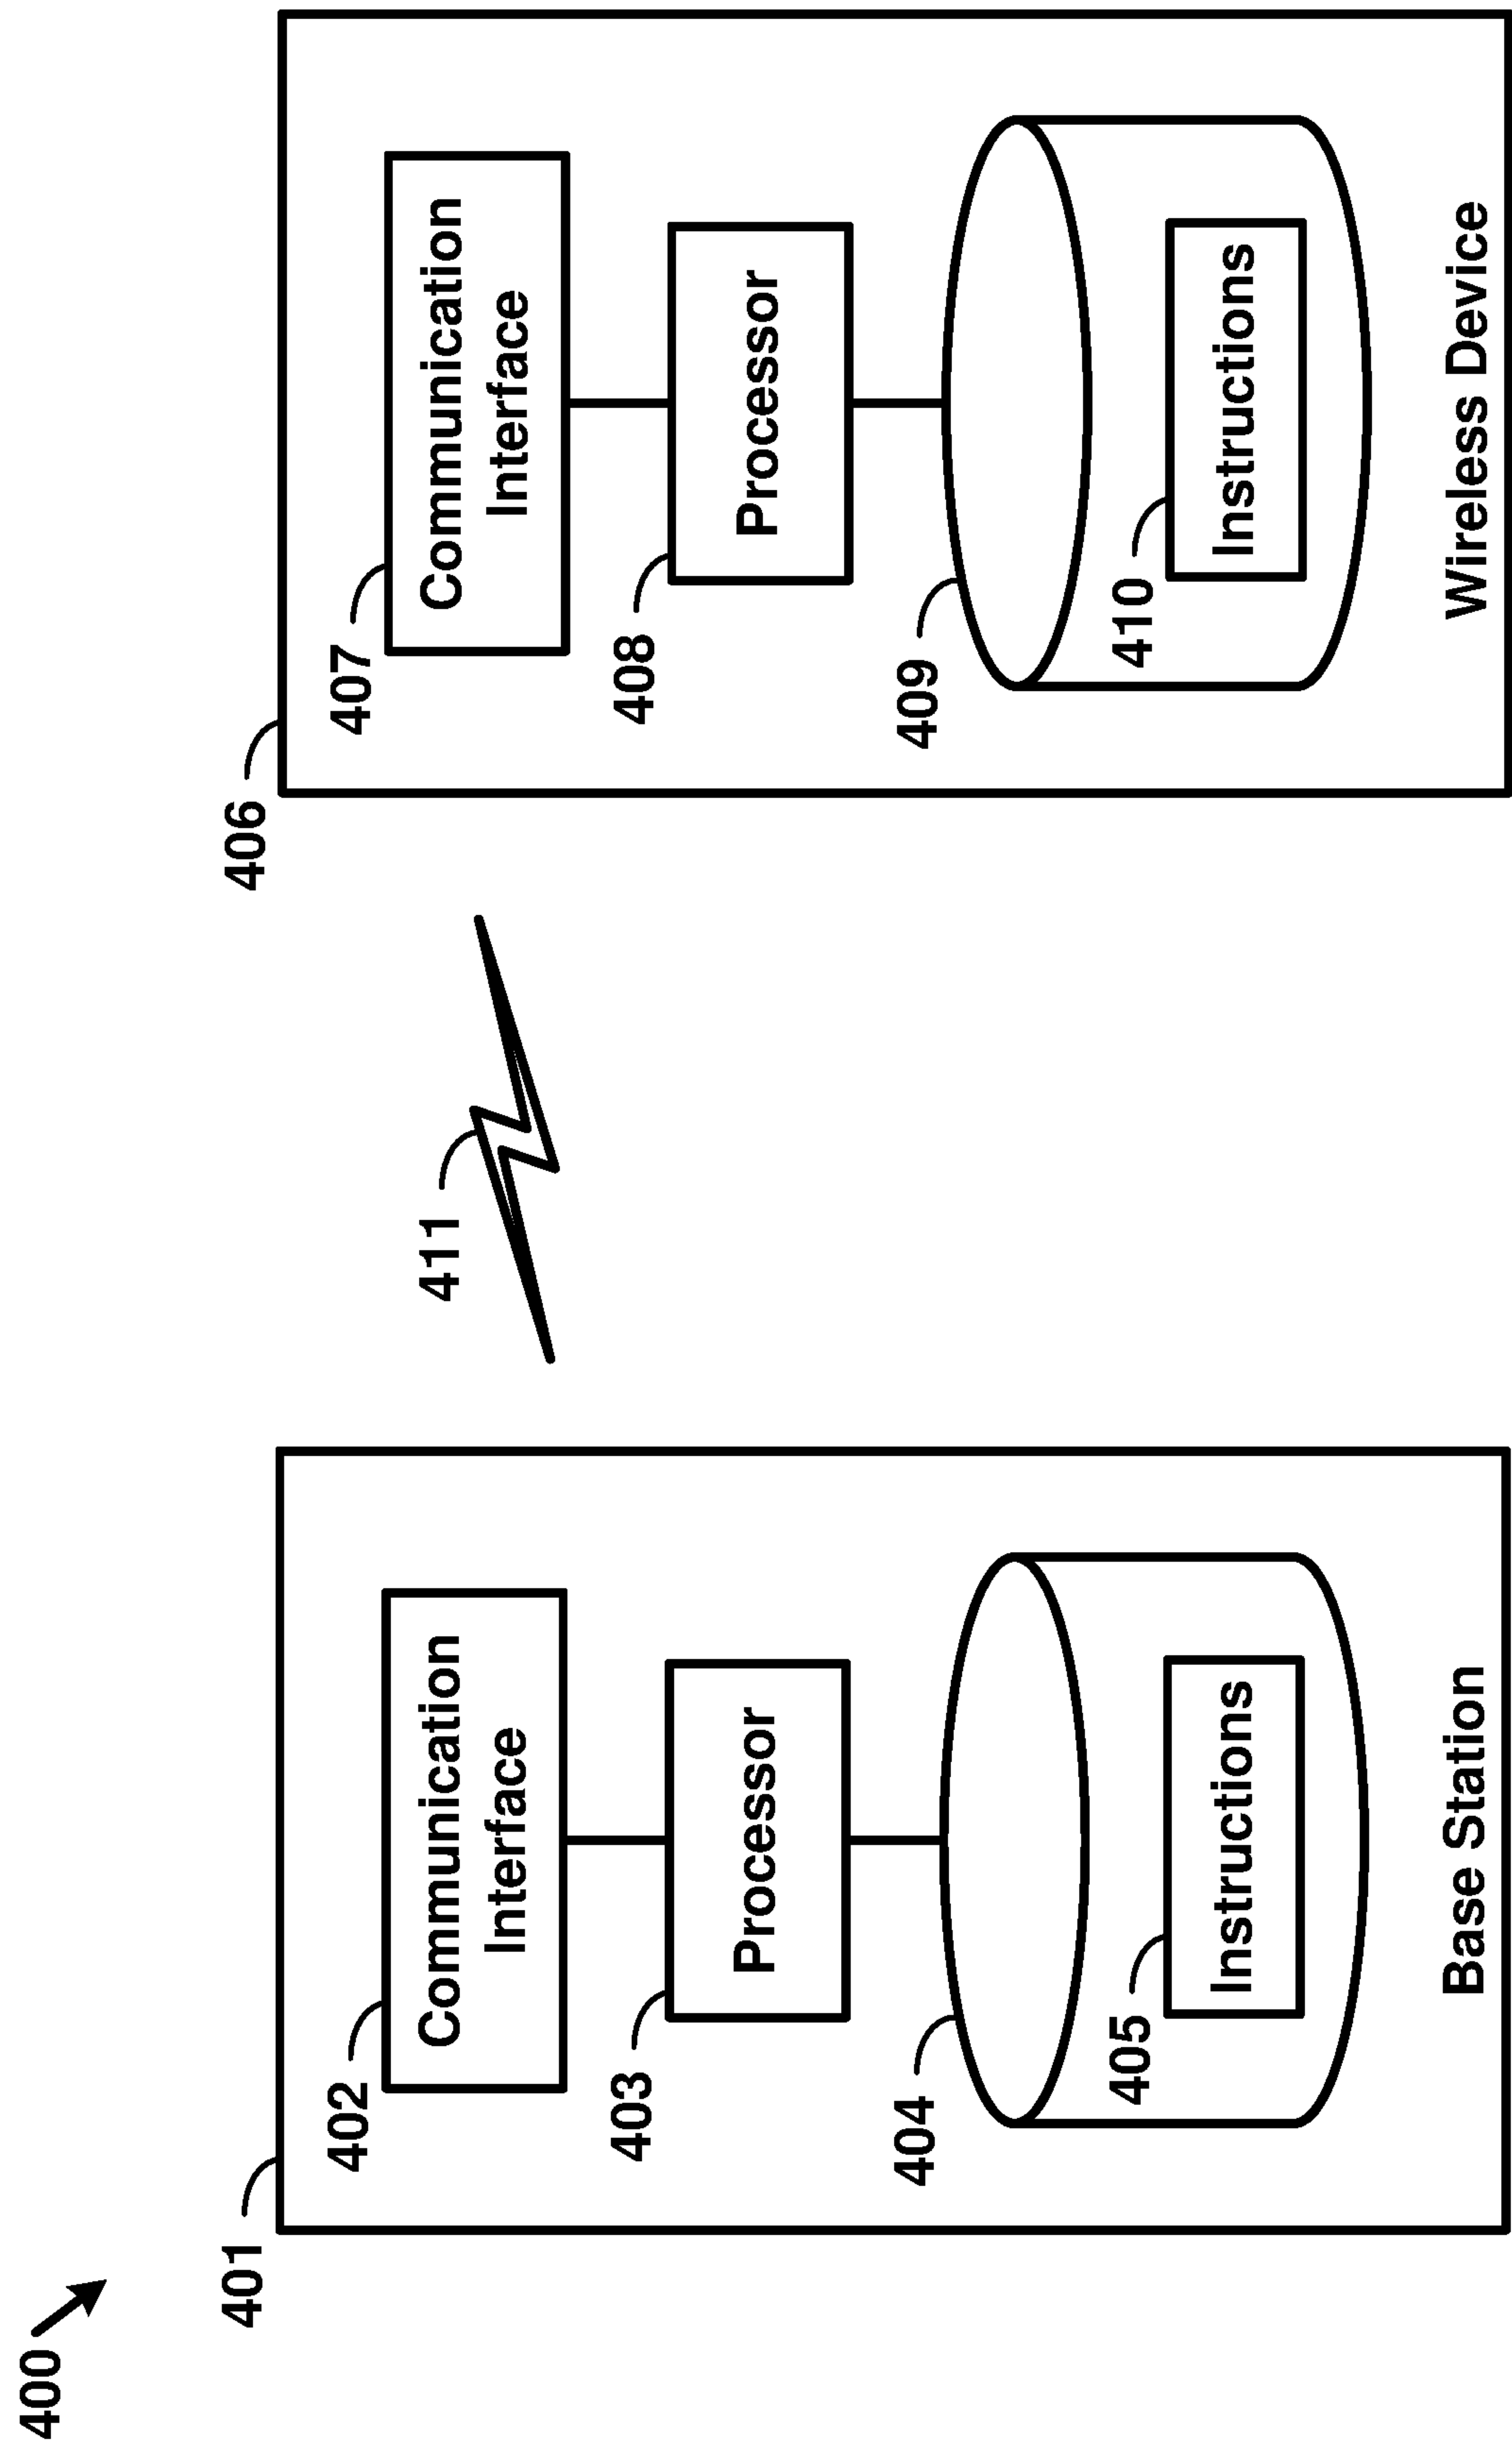 400
401
402
Communication
Interface
403
Processor
404
405
Instructions
Base Station
411
406
407
Communication
Interface
408
Processor
409
410
Instructions
Wireless Device